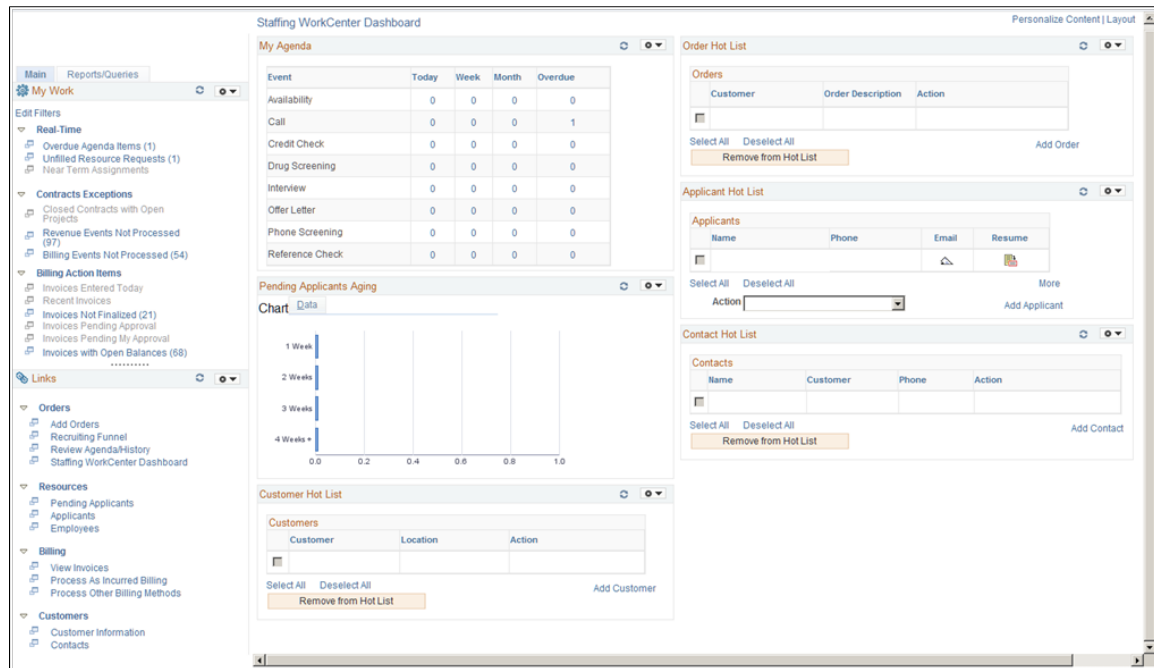 Staffing WorkCenter Dashboard
Personalize Content | Layout
Main Reports/Queries
My Work
Edit Filters
Real-Time
Overdue Agenda Items (1)
Unfilled Resource Requests (1)
Near Term Assignments
Contracts Exceptions
Closed Contracts with Open
Projects
Revenue Events Not Processed
(97)
Billing Events Not Processed (54)
Billing Action Items
Invoices Entered Today
Recent Invoices
Invoices Not Finalized (21)
Invoices Pending Approval
Invoices Pending My Approval
Invoices with Open Balances (68)
Links
Orders
Add Orders
Recruiting Funnel
Review Agenda/History
Staffing WorkCenter Dashboard
Resources
Pending Applicants
Applicants
Employees
Billing
View Invoices
Process As Incurred Billing
Process Other Billing Methods
Customers
Customer Information
Contacts
My Agenda
Event Today Week Month Overdue
Availability 0 0 0 0
Call 0 0 0 1
Credit Check 0 0 0 0
Drug Screening 0 0 0 0
Interview 0 0 0 0
Offer Letter 0 0 0 0
Phone Screening 0 0 0 0
Reference Check 0 0 0 0
Pending Applicants Aging
Chart Data
1 Week
2 Weeks
3 Weeks
4 Weeks +
0.0 0.2 0.4 0.6 0.8 1.0
Customer Hot List
Customers
Customer Location Action
Select All Deselect All Add Customer
Remove from Hot List
Order Hot List
Orders
Customer Order Description Action
Select All Deselect All Add Order
Remove from Hot List
Applicant Hot List
Applicants
Name Phone Email Resume
Select All Deselect All More
Action Add Applicant
Contact Hot List
Contacts
Name Customer Phone Action
Select All Deselect All Add Contact
Remove from Hot List